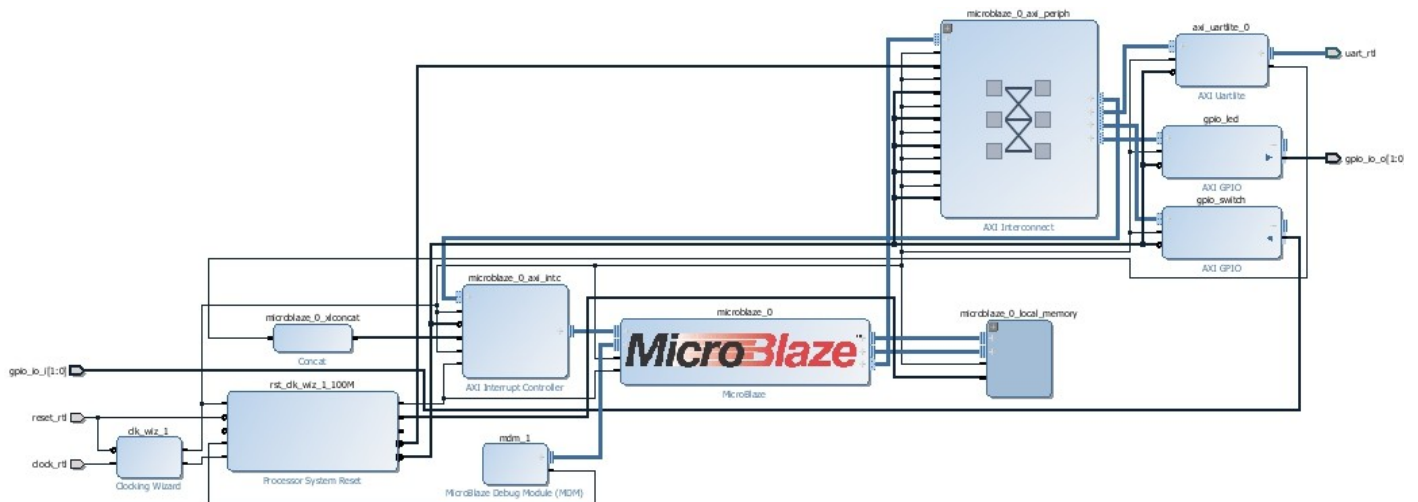 microblaze_0_axi_periph
AXI Interconnect
axi_uartlite_0
AXI Uartlite
uart_rtl
gpio_led
AXI GPIO
gpio_io_o[1:0]
gpio_switch
AXI GPIO
microblaze_0_axi_intc
AXI Interrupt Controller
microblaze_0_xlconcat
Concat
microblaze_0
MicroBlaze
MicroBlaze
microblaze_0_local_memory
gpio_io_i[1:0]
reset_rtl
clock_rtl
clk_wiz_1
Clocking Wizard
rst_clk_wiz_1_100M
Processor System Reset
mdm_1
MicroBlaze Debug Module (MDM)